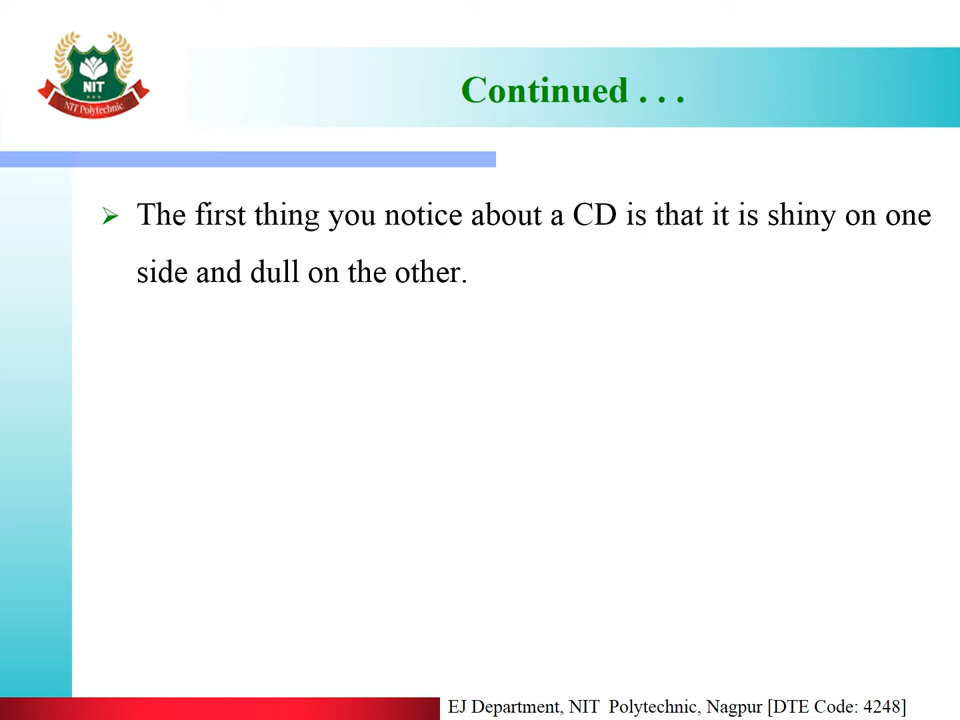 NIT
NIT Polytechnic
Continued . . .
The first thing you notice about a CD is that it is shiny on one
side and dull on the other.
EJ Department, NIT Polytechnic, Nagpur [DTE Code: 4248]